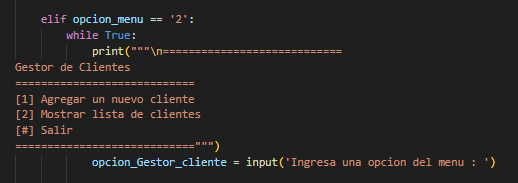 elif opcion_menu == '2':
while True:
print("""\n============================
Gestor de Clientes
============================
[1] Agregar un nuevo cliente
[2] Mostrar lista de clientes
[#] Salir
============================""")
opcion_Gestor_cliente = input('Ingresa una opcion del menu : ')